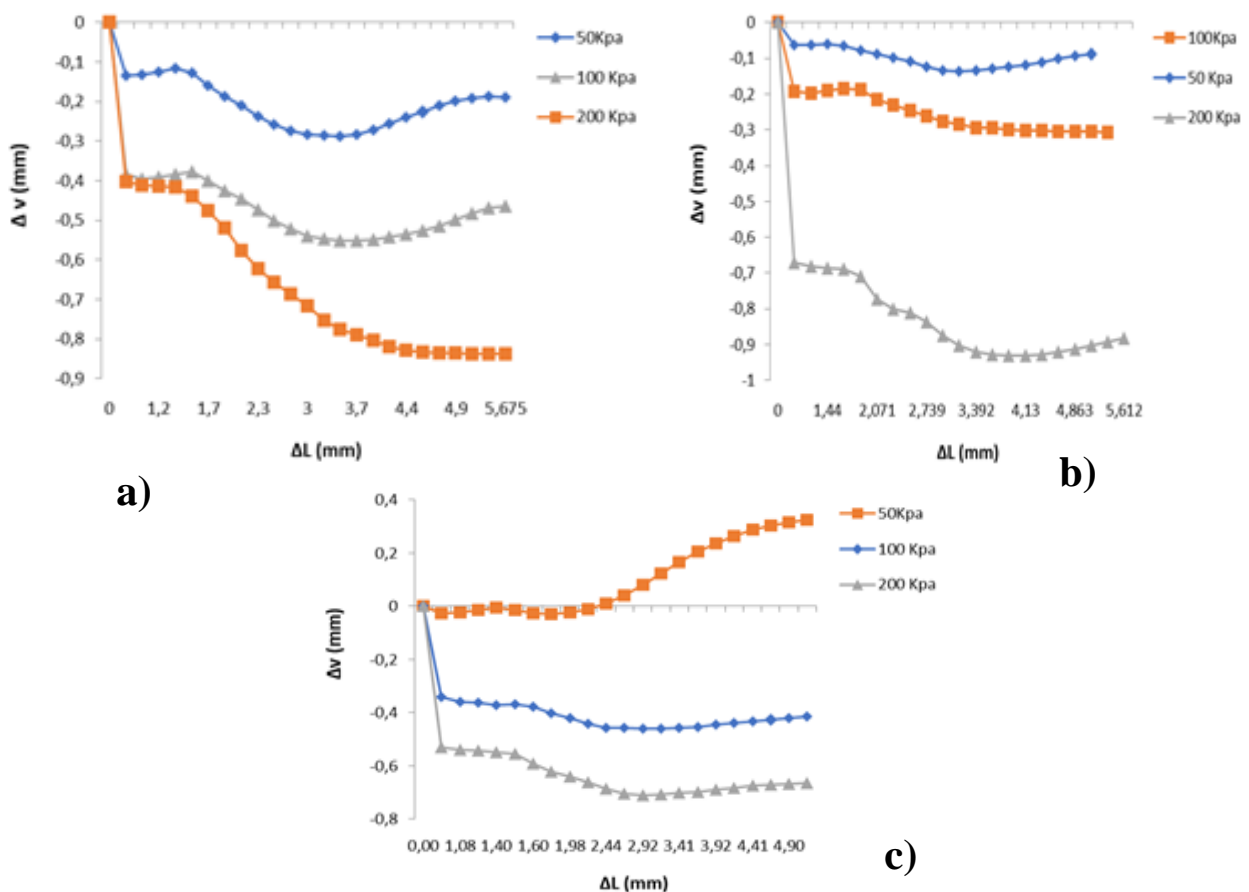 0
-0,1
-0,2
-0,3
-0,4
-0,5
-0,6
-0,7
-0,8
-0,9
Δ v (mm)
0 1,2 1,7 2,3 3 3,7 4,4 4,9 5,675
ΔL (mm)
50Kpa
100 Kpa
200 Kpa
a)
0
-0,1
-0,2
-0,3
-0,4
-0,5
-0,6
-0,7
-0,8
-0,9
-1
Δv (mm)
0 1,44 2,071 2,739 3,392 4,13 4,863 5,612
ΔL (mm)
100Kpa
50 Kpa
200 Kpa
b)
0,4
0,2
0
-0,2
-0,4
-0,6
-0,8
Δv (mm)
0,00 1,08 1,40 1,60 1,98 2,44 2,92 3,41 3,92 4,41 4,90
ΔL (mm)
50Kpa
100 Kpa
200 Kpa
c)